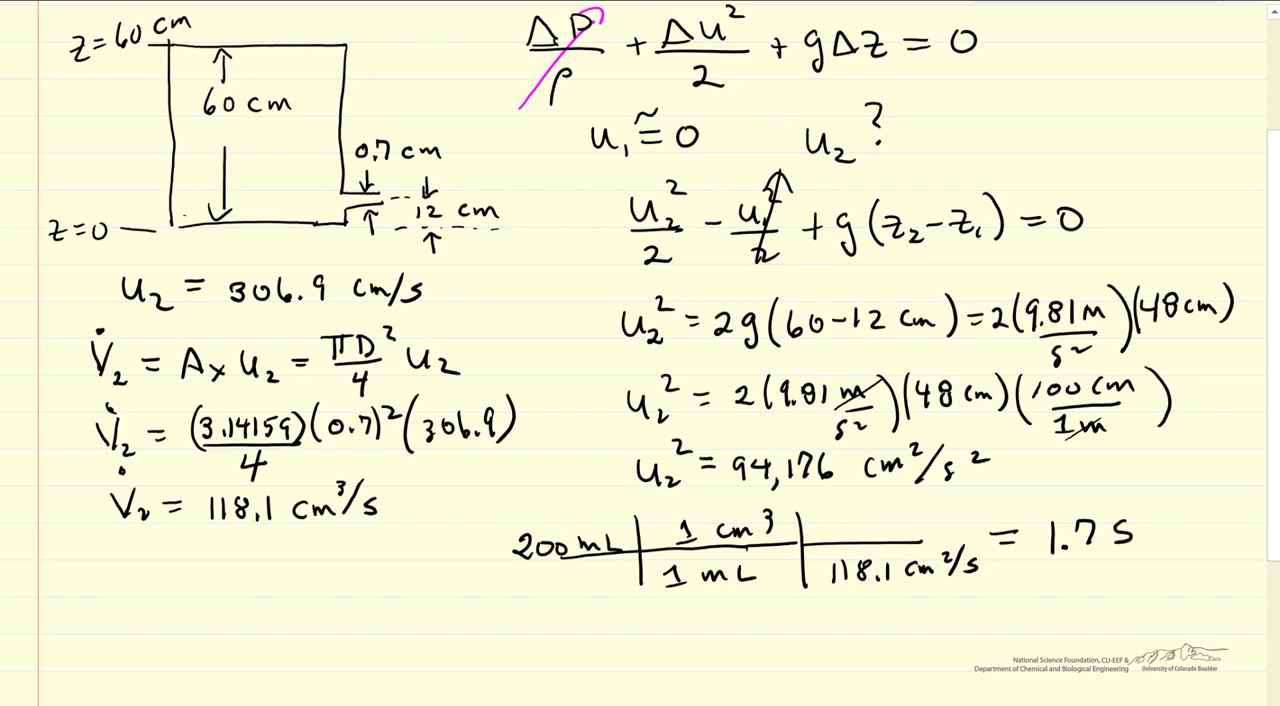 z=60 cm
60 cm
0.7 cm
12 cm
z=0
ΔP/ρ + Δu²/2 + gΔz = 0
u₁ ≅ 0 u₂ ?
u₂²/2 − u₁²/2 + g(z₂−z₁) = 0
u₂² = 2g(60−12 cm) = 2(9.81 m/s²)(48 cm)
u₂² = 2(9.81 m/s²)(48 cm)(100 cm/1 m)
u₂² = 94,176 cm²/s²
u₂ = 306.9 cm/s
V̇₂ = Aₓ u₂ = πD²/4 u₂
V̇₂ = (3.14159)/4 (0.7)² (306.9)
V̇₂ = 118.1 cm³/s
200 mL | 1 cm³/1 mL | /118.1 cm²/s = 1.7 s
National Science Foundation, CU-EEF &
Department of Chemical and Biological Engineering
University of Colorado Boulder